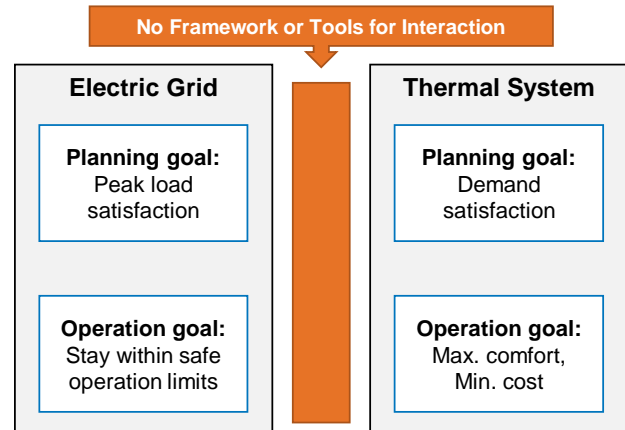 No Framework or Tools for Interaction
Electric Grid
Planning goal:
Peak load
satisfaction
Operation goal:
Stay within safe
operation limits
Thermal System
Planning goal:
Demand
satisfaction
Operation goal:
Max. comfort,
Min. cost